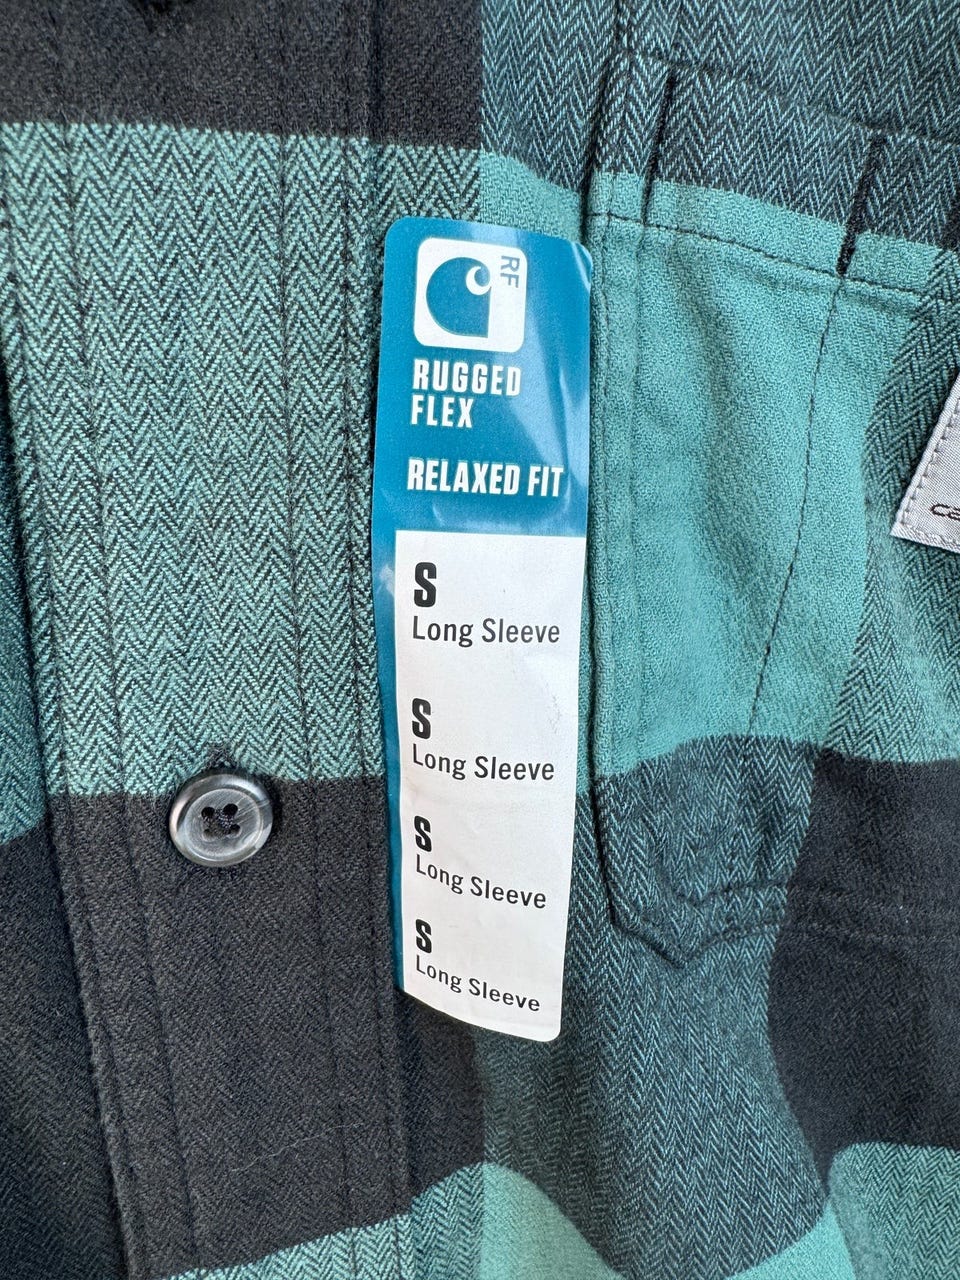 RF
RUGGED
FLEX
RELAXED FIT
S
Long Sleeve
S
Long Sleeve
S
Long Sleeve
S
Long Sleeve